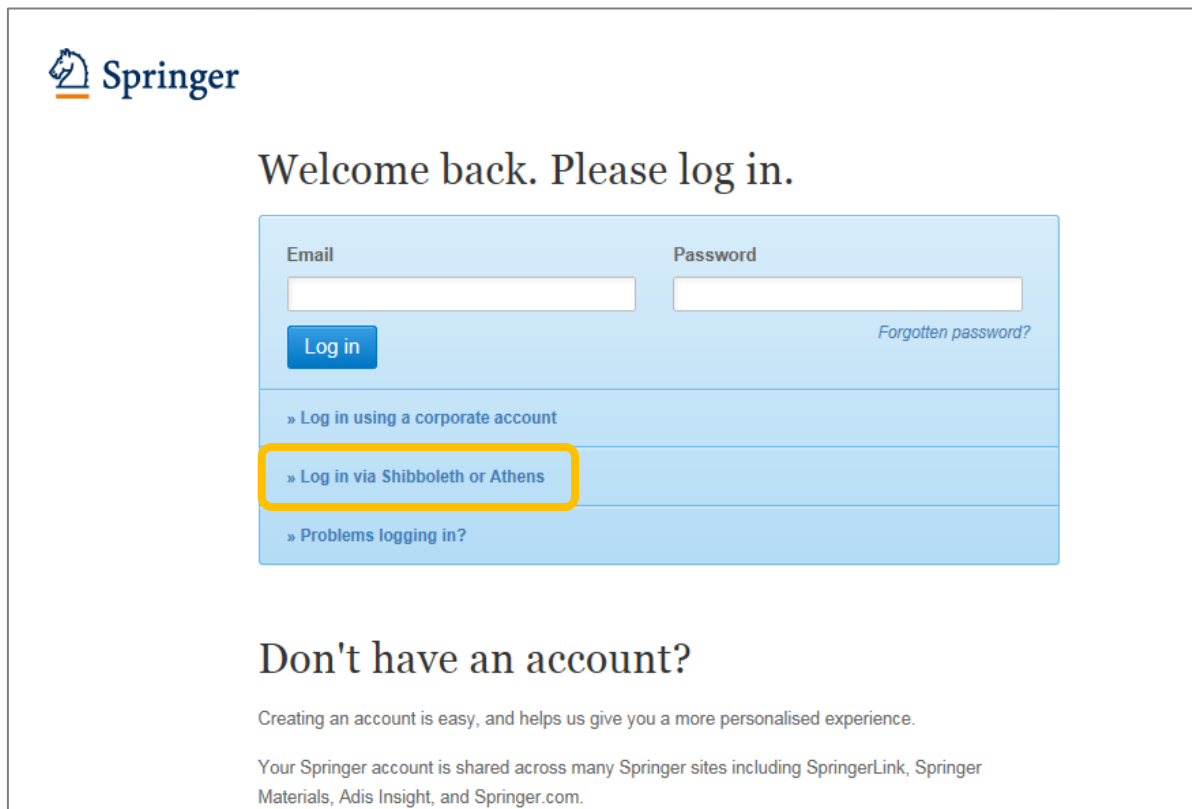 Springer
Welcome back. Please log in.
Email
Password
Log in
Forgotten password?
» Log in using a corporate account
» Log in via Shibboleth or Athens
» Problems logging in?
Don't have an account?
Creating an account is easy, and helps us give you a more personalised experience.
Your Springer account is shared across many Springer sites including SpringerLink, Springer
Materials, Adis Insight, and Springer.com.